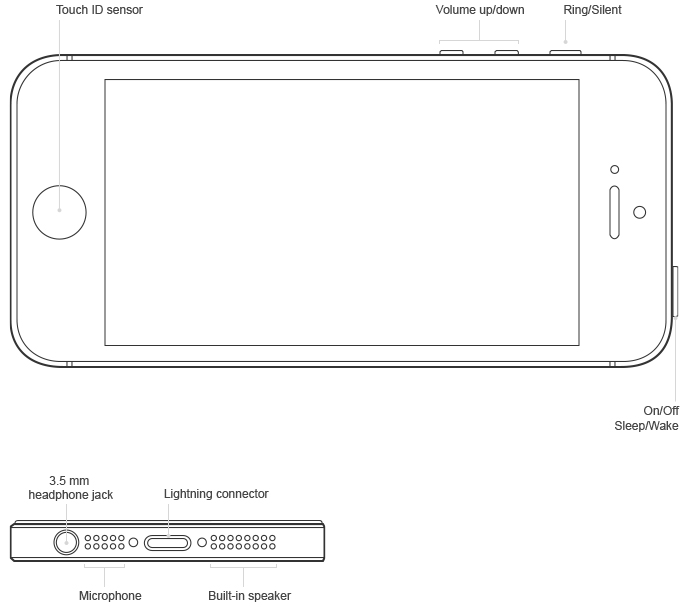 Touch ID sensor
Volume up/down
Ring/Silent
On/Off
Sleep/Wake
3.5 mm
headphone jack
Lightning connector
Microphone
Built-in speaker